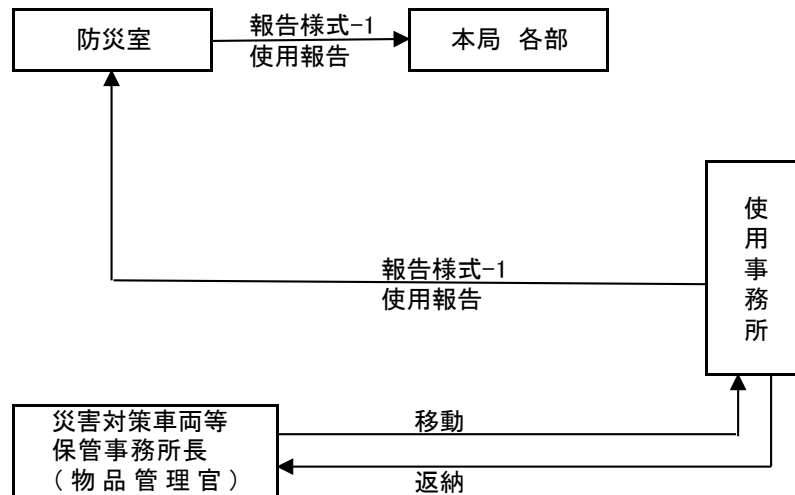 防災室
報告様式-1
使用報告
本局 各部
使用事務所
報告様式-1
使用報告
災害対策車両等
保管事務所長
(物品管理官)
移動
返納